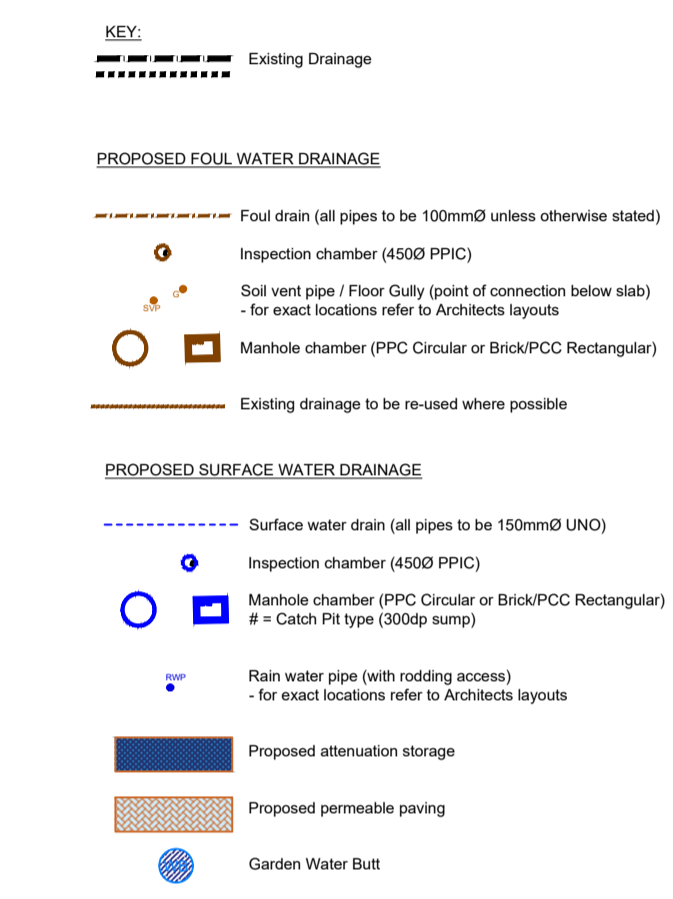 KEY:
Existing Drainage
PROPOSED FOUL WATER DRAINAGE
Foul drain (all pipes to be 100mmØ unless otherwise stated)
Inspection chamber (450Ø PPIC)
G
SVP
Soil vent pipe / Floor Gully (point of connection below slab)
- for exact locations refer to Architects layouts
Manhole chamber (PPC Circular or Brick/PCC Rectangular)
Existing drainage to be re-used where possible
PROPOSED SURFACE WATER DRAINAGE
Surface water drain (all pipes to be 150mmØ UNO)
Inspection chamber (450Ø PPIC)
Manhole chamber (PPC Circular or Brick/PCC Rectangular)
# = Catch Pit type (300dp sump)
RWP
Rain water pipe (with rodding access)
- for exact locations refer to Architects layouts
Proposed attenuation storage
Proposed permeable paving
Garden Water Butt